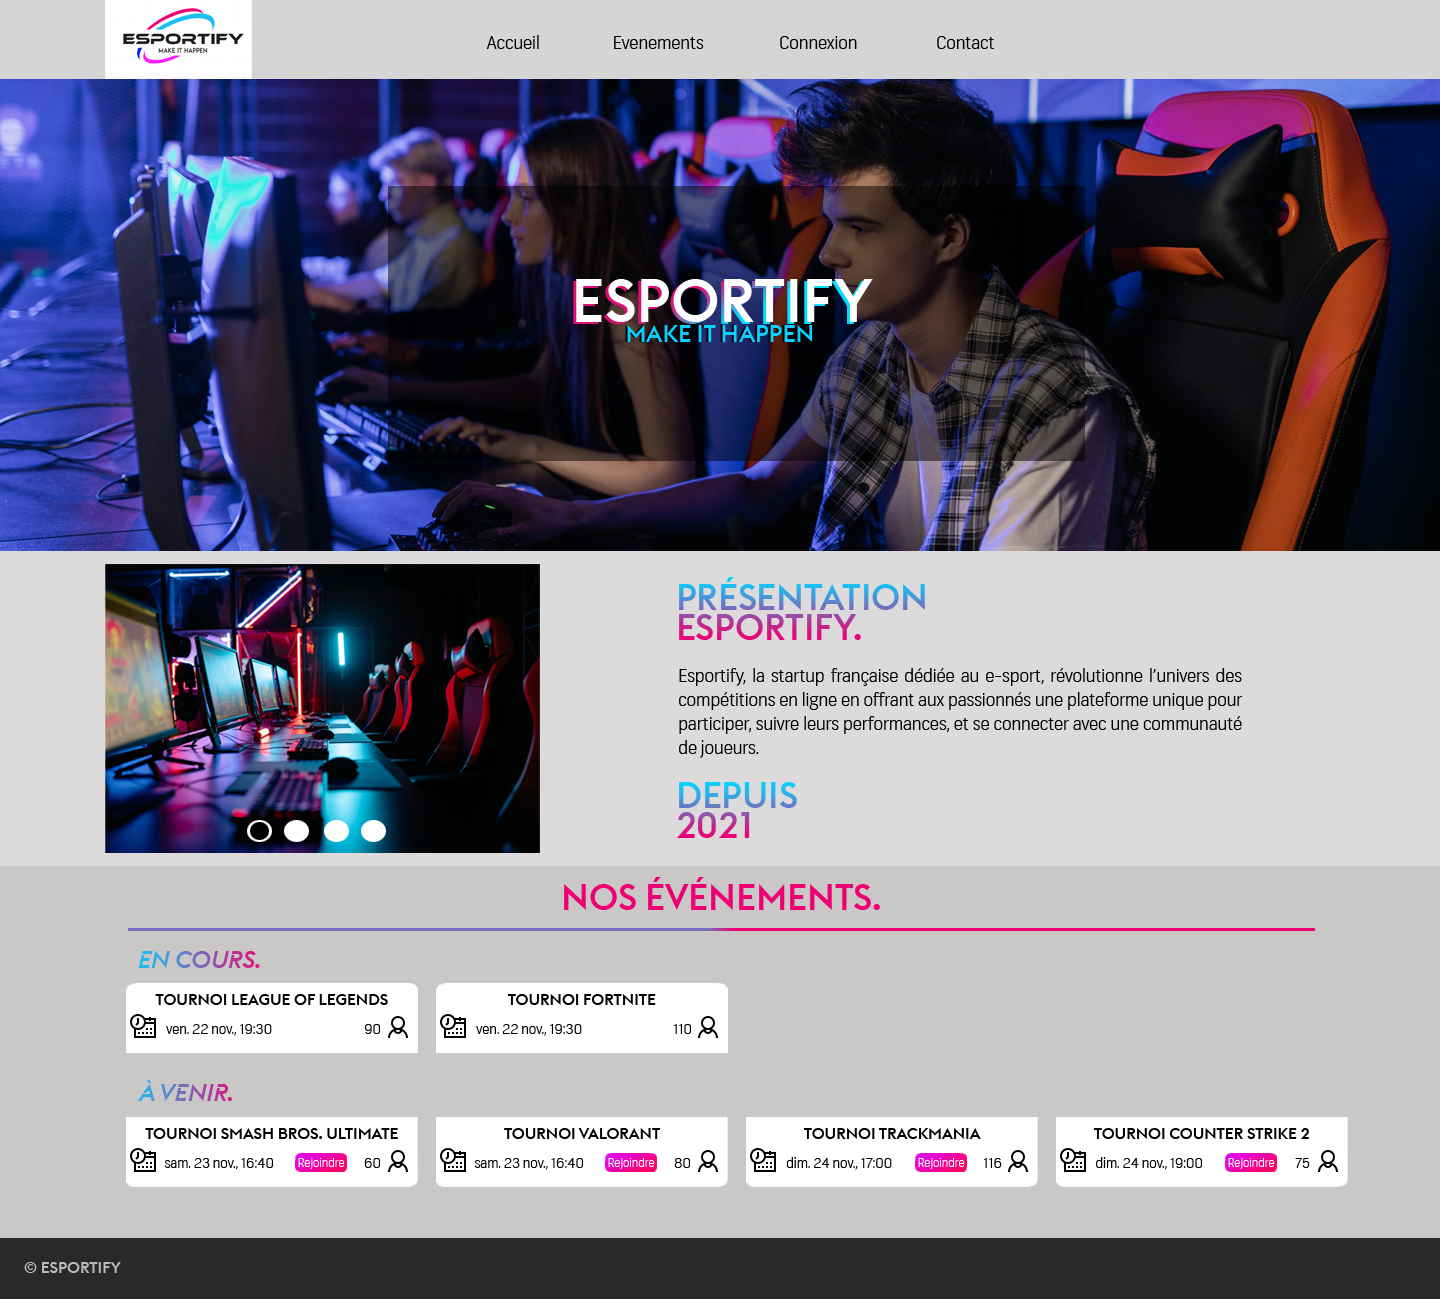 ESPORTIFY
MAKE IT HAPPEN
Accueil Evenements Connexion Contact
ESPORTIFY
MAKE IT HAPPEN
PRÉSENTATION
ESPORTIFY.
Esportify, la startup française dédiée au e-sport, révolutionne l'univers des
compétitions en ligne en offrant aux passionnés une plateforme unique pour
participer, suivre leurs performances, et se connecter avec une communauté
de joueurs.
DEPUIS
2021
NOS ÉVÉNEMENTS.
EN COURS.
TOURNOI LEAGUE OF LEGENDS
ven. 22 nov., 19:30 90
TOURNOI FORTNITE
ven. 22 nov., 19:30 110
À VENIR.
TOURNOI SMASH BROS. ULTIMATE
sam. 23 nov., 16:40 Rejoindre 60
TOURNOI VALORANT
sam. 23 nov., 16:40 Rejoindre 80
TOURNOI TRACKMANIA
dim. 24 nov., 17:00 Rejoindre 116
TOURNOI COUNTER STRIKE 2
dim. 24 nov., 19:00 Rejoindre 75
© ESPORTIFY